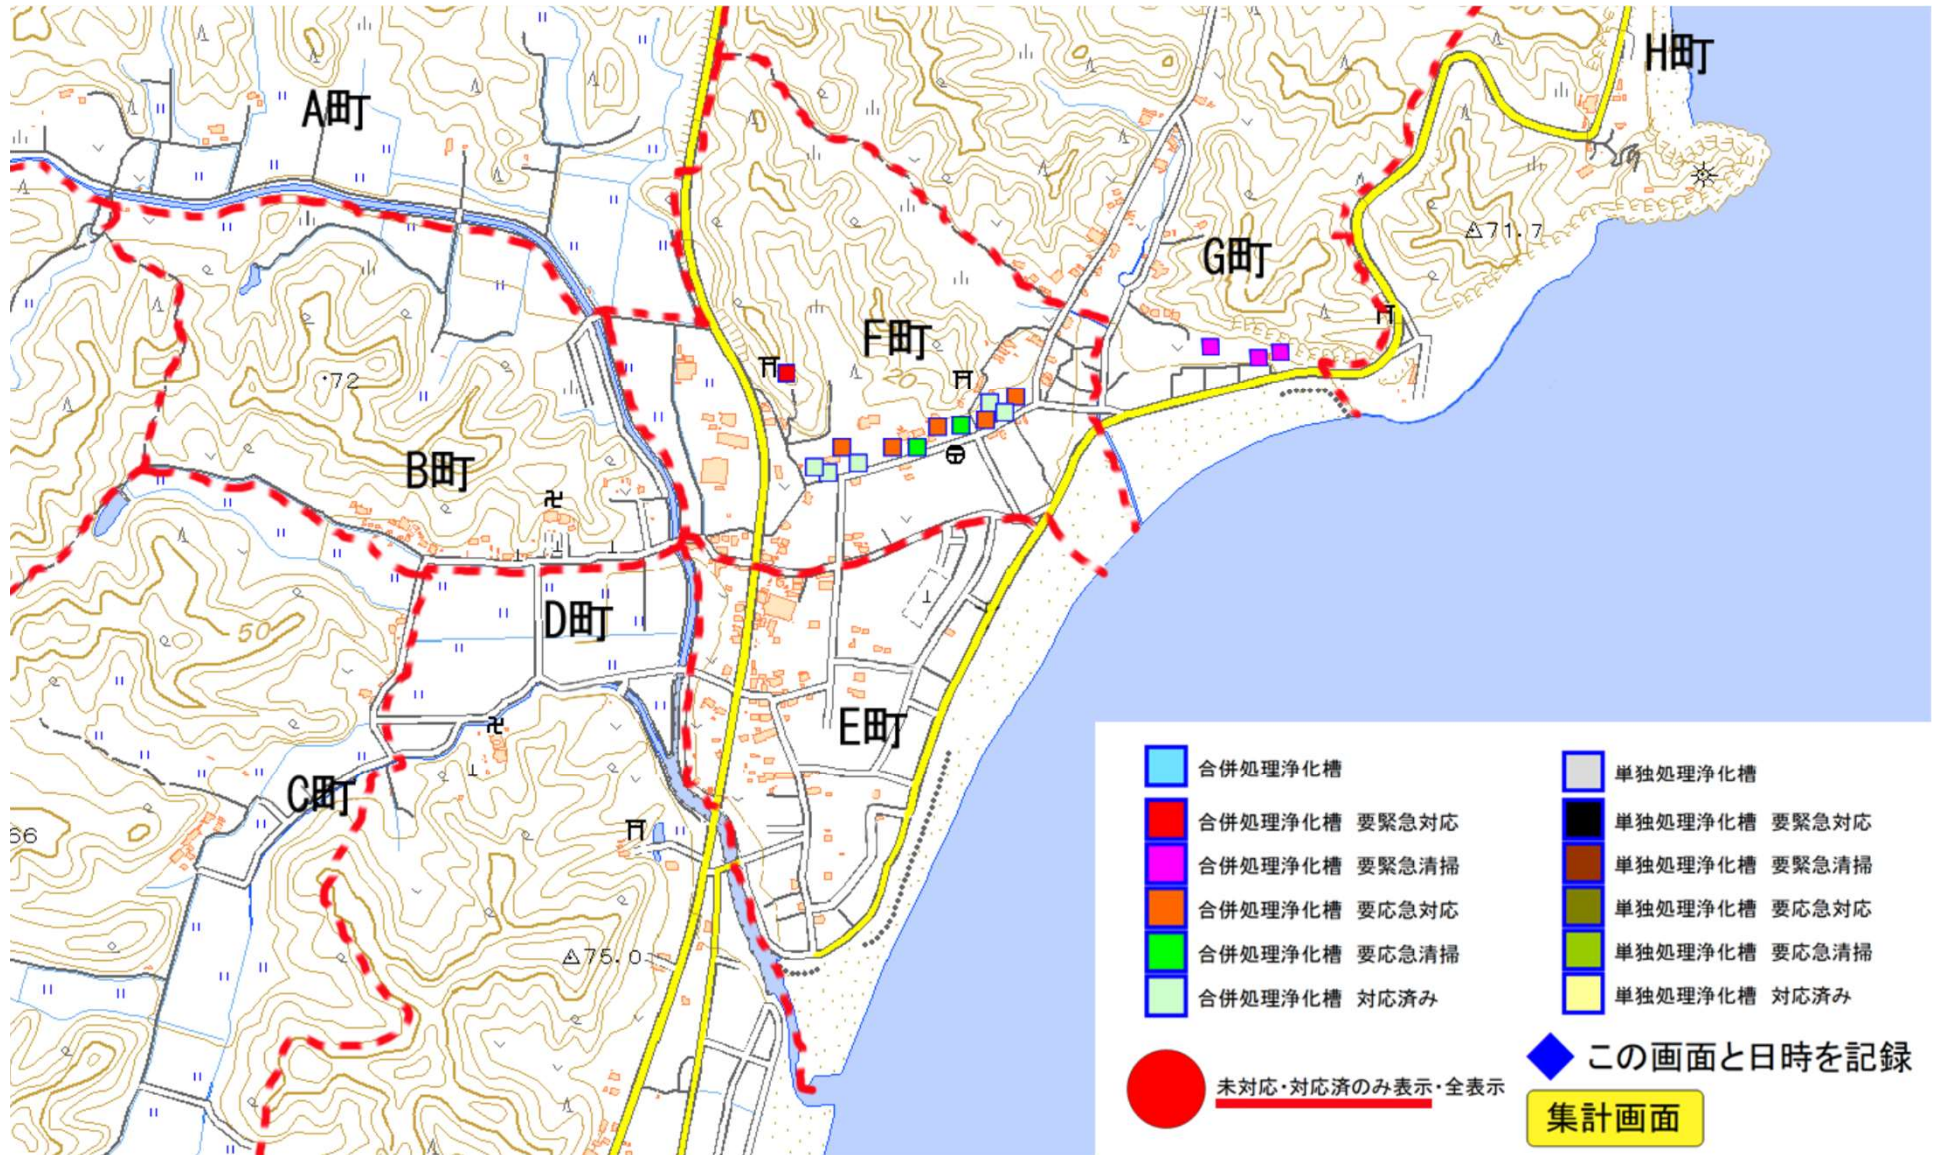 H町
A町
G町
71.7
F町
20
72
B町
50
D町
E町
C町
66
75.0
合併処理浄化槽
合併処理浄化槽 要緊急対応
合併処理浄化槽 要緊急清掃
合併処理浄化槽 要応急対応
合併処理浄化槽 要応急清掃
合併処理浄化槽 対応済み
単独処理浄化槽
単独処理浄化槽 要緊急対応
単独処理浄化槽 要緊急清掃
単独処理浄化槽 要応急対応
単独処理浄化槽 要応急清掃
単独処理浄化槽 対応済み
未対応・対応済のみ表示・全表示
この画面と日時を記録
集計画面